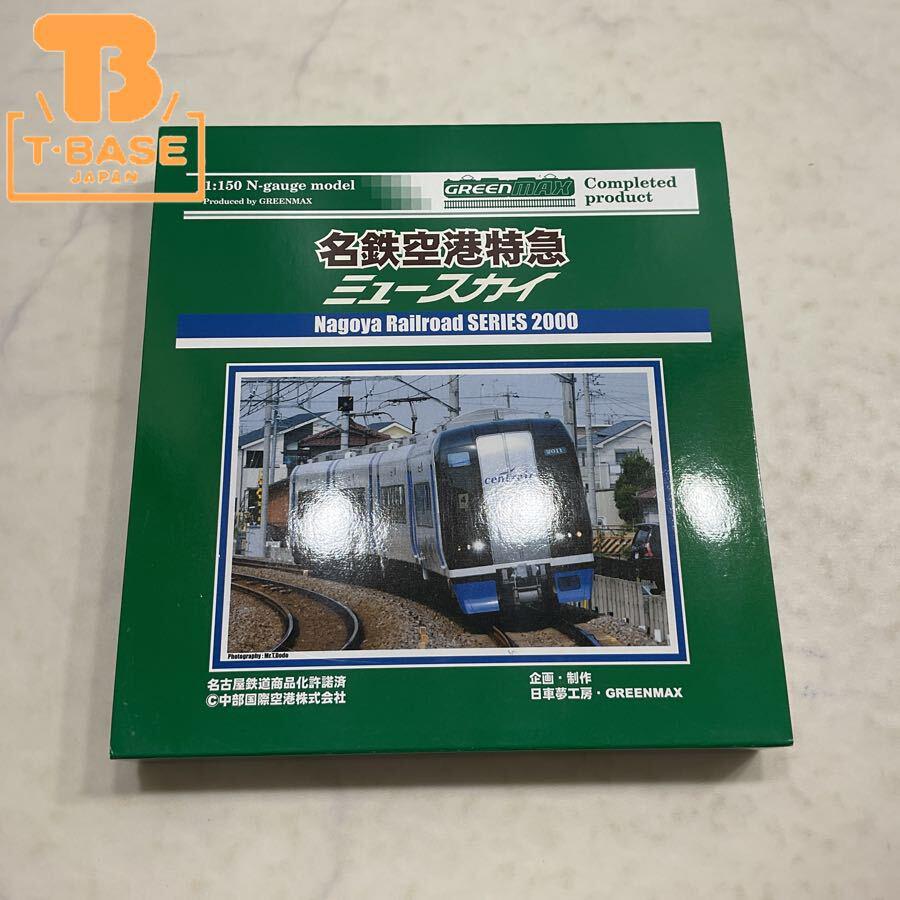 T·BASE
JAPAN
1:150 N-gauge model
Produced by GREENMAX
GREENMAX
Completed
product
名鉄空港特急
ミュースカイ
Nagoya Railroad SERIES 2000
2011
centrair
Photography : Mr.T.Dodo
名古屋鉄道商品化許諾済
©中部国際空港株式会社
企画・制作
日車夢工房・GREENMAX